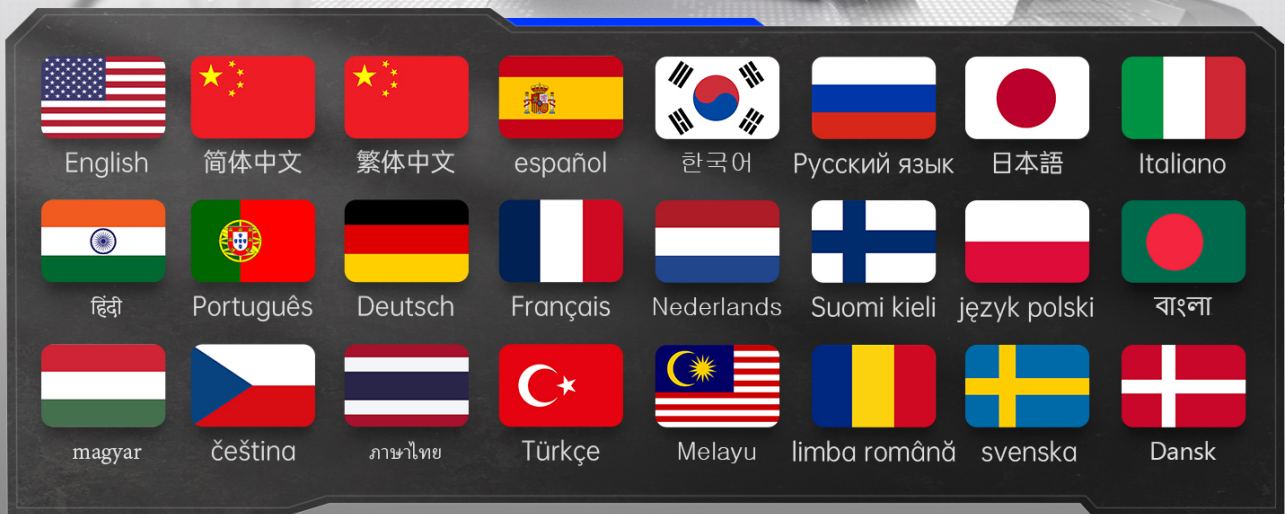 English
简体中文
繁体中文
español
한국어
Русский язык
日本語
Italiano
हिंदी
Português
Deutsch
Français
Nederlands
Suomi kieli
język polski
বাংলা
magyar
čeština
ภาษาไทย
Türkçe
Melayu
limba română
svenska
Dansk